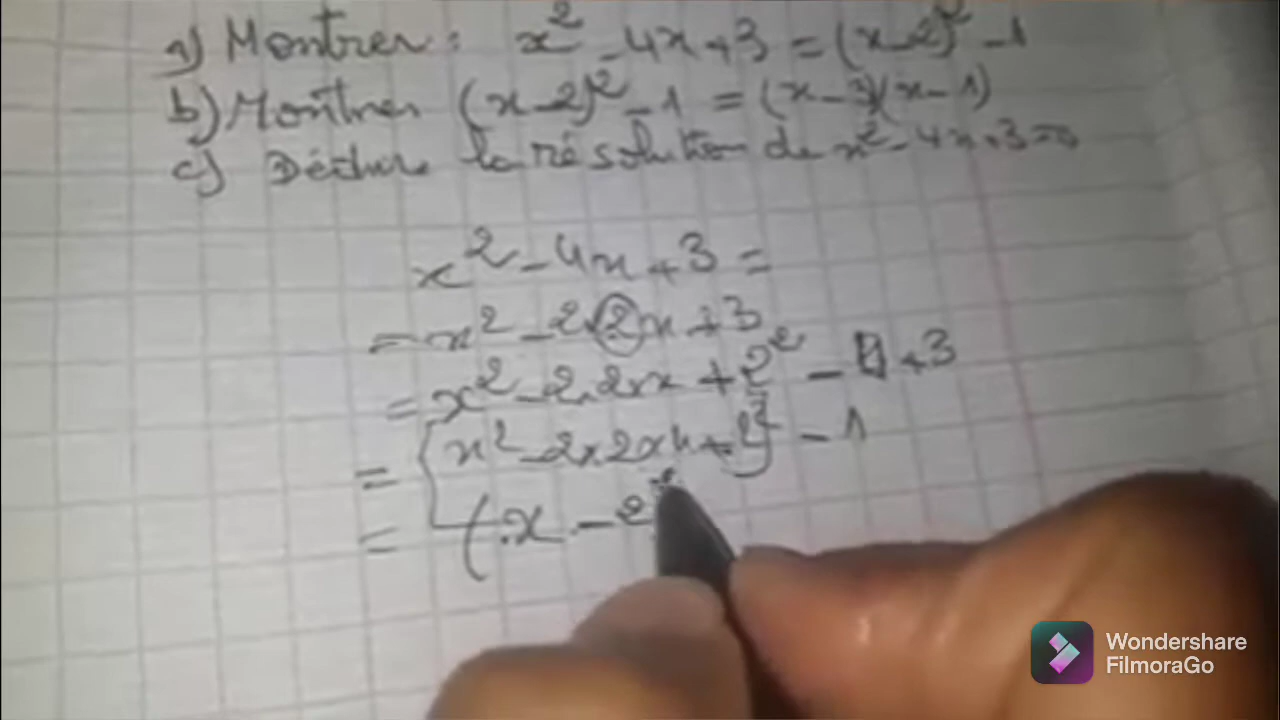 a) Montrer: x² - 4x + 3 = (x-2)² - 1
b) Montrer (x-2)² - 1 = (x-3)(x-1)
c) Déduire la résolution de x² - 4x + 3 = 0
x² - 4x + 3 =
= x² - 2×2x + 3
= x² - 2.2×x + 2² - 4 + 3
= x² - 2×2×x + 2² - 1
= (x - 2
Wondershare
FilmoraGo